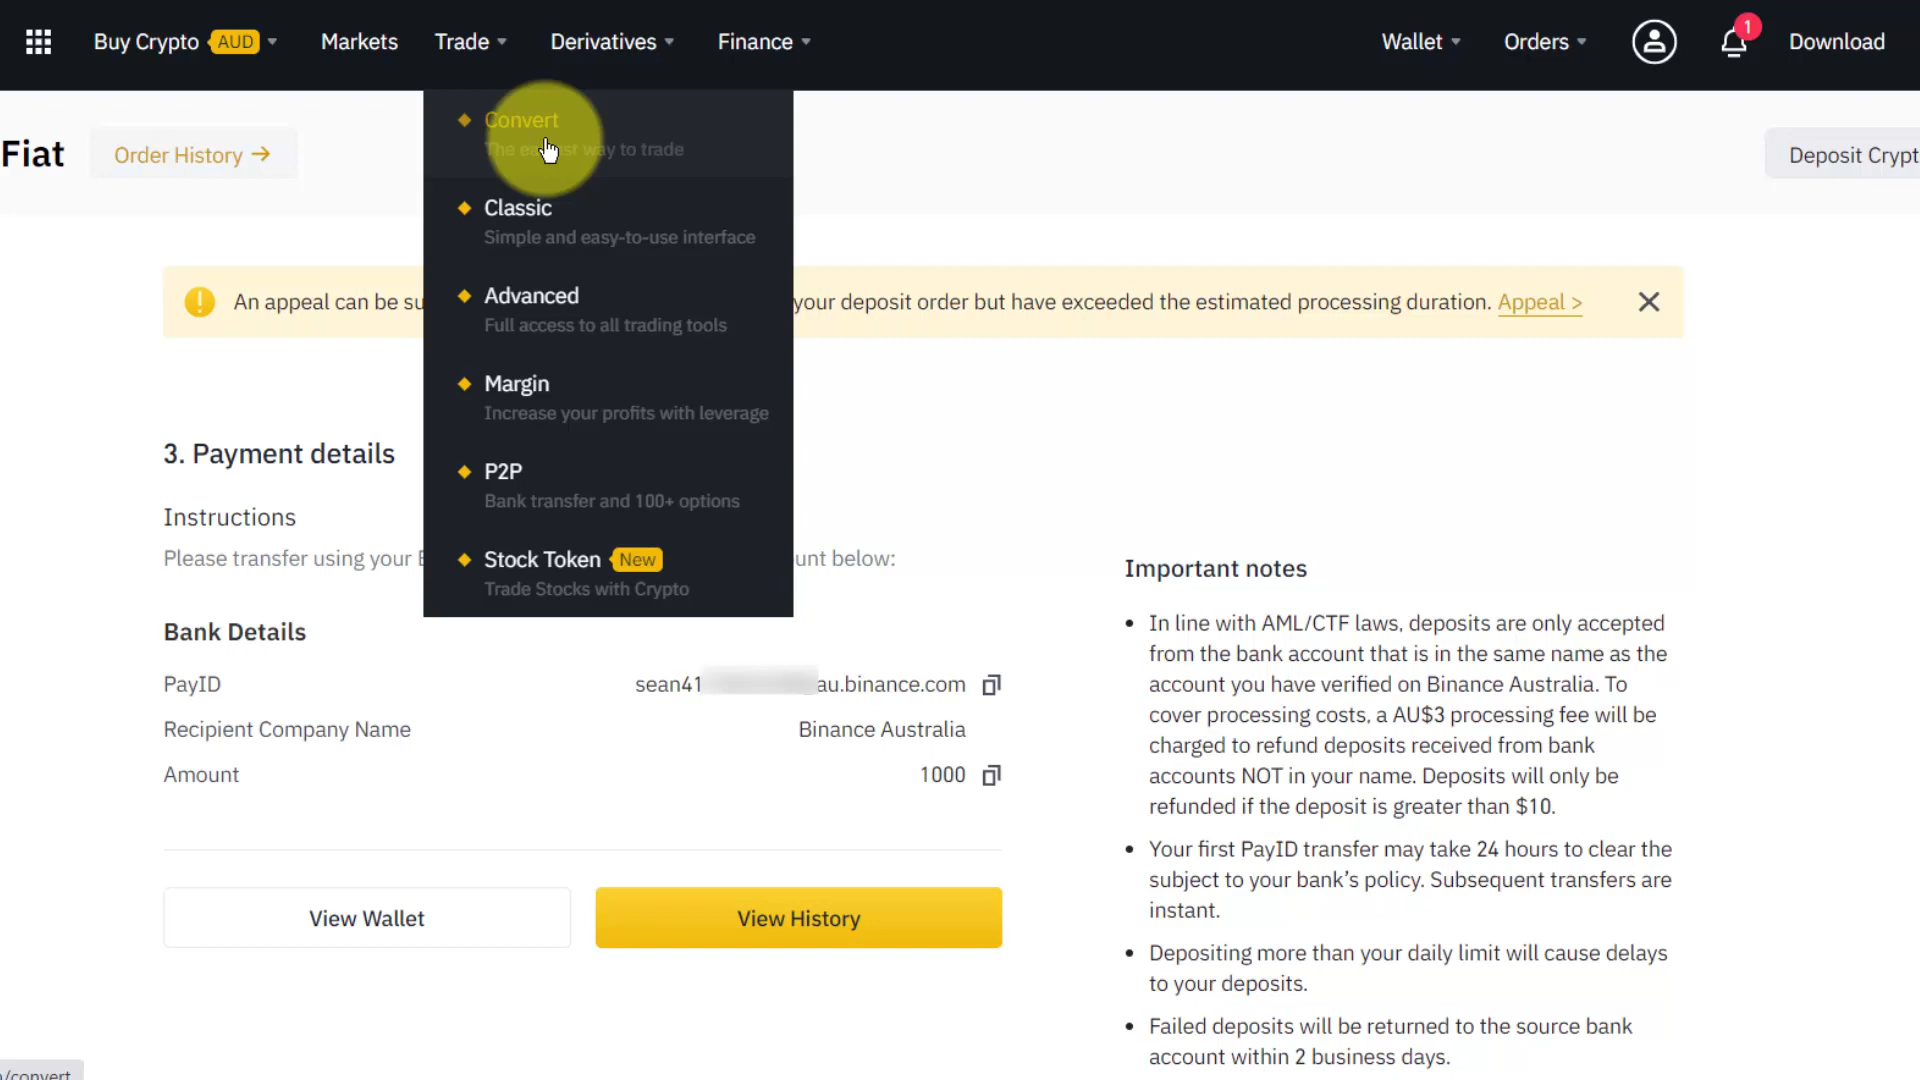 Buy Crypto AUD Markets Trade Derivatives Finance Wallet Orders 1 Download
Fiat Order History → Deposit Crypt
Convert
The easiest way to trade
Classic
Simple and easy-to-use interface
Advanced
Full access to all trading tools
Margin
Increase your profits with leverage
P2P
Bank transfer and 100+ options
Stock Token New
Trade Stocks with Crypto
An appeal can be su your deposit order but have exceeded the estimated processing duration. Appeal >
3. Payment details
Instructions
Please transfer using your unt below:
Bank Details
PayID sean41 au.binance.com
Recipient Company Name Binance Australia
Amount 1000
View Wallet View History
Important notes
• In line with AML/CTF laws, deposits are only accepted
from the bank account that is in the same name as the
account you have verified on Binance Australia. To
cover processing costs, a AU$3 processing fee will be
charged to refund deposits received from bank
accounts NOT in your name. Deposits will only be
refunded if the deposit is greater than $10.
• Your first PayID transfer may take 24 hours to clear the
subject to your bank’s policy. Subsequent transfers are
instant.
• Depositing more than your daily limit will cause delays
to your deposits.
• Failed deposits will be returned to the source bank
account within 2 business days.
/convert